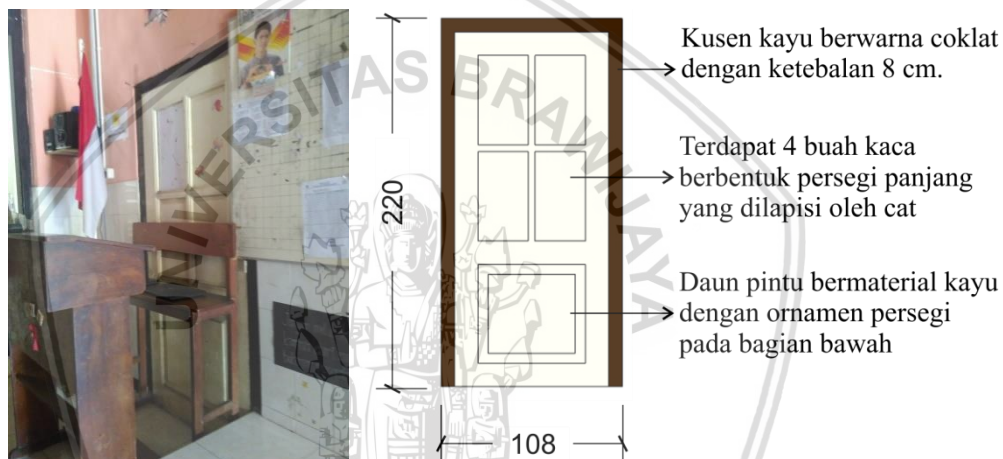 Kusen kayu berwarna coklat
dengan ketebalan 8 cm.
Terdapat 4 buah kaca
berbentuk persegi panjang
yang dilapisi oleh cat
Daun pintu bermaterial kayu
dengan ornamen persegi
pada bagian bawah
220
108
UNIVERSITAS BRAWIJAYA